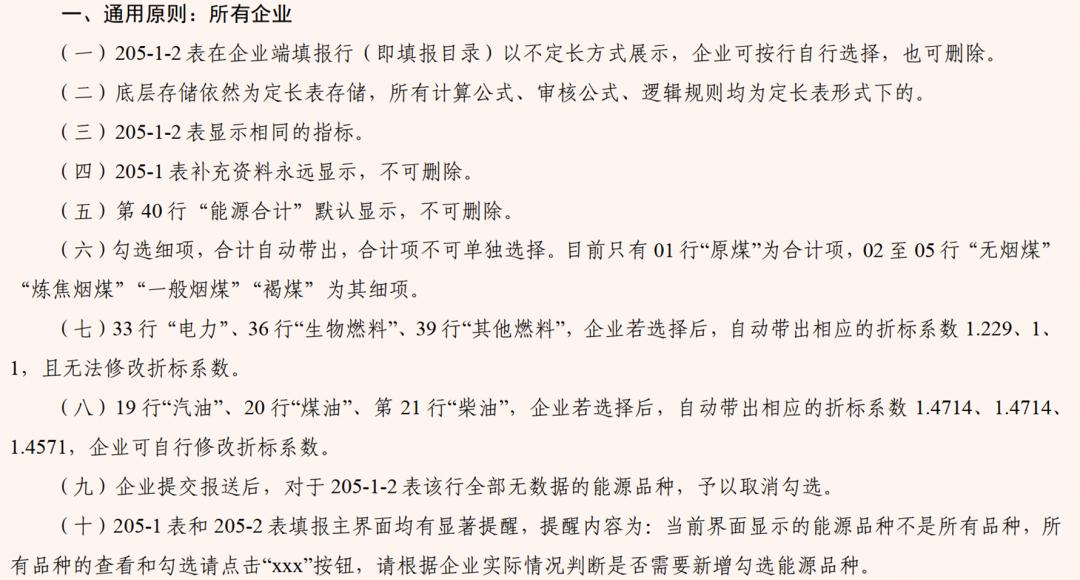 一、通用原则：所有企业
（一）205-1-2 表在企业端填报行（即填报目录）以不定长方式展示，企业可按行自行选择，也可删除。
（二）底层存储依然为定长表存储，所有计算公式、审核公式、逻辑规则均为定长表形式下的。
（三）205-1-2 表显示相同的指标。
（四）205-1 表补充资料永远显示，不可删除。
（五）第 40 行“能源合计”默认显示，不可删除。
（六）勾选细项，合计自动带出，合计项不可单独选择。目前只有 01 行“原煤”为合计项，02 至 05 行“无烟煤”
“炼焦烟煤”“一般烟煤”“褐煤”为其细项。
（七）33 行“电力”、36 行“生物燃料”、39 行“其他燃料”，企业若选择后，自动带出相应的折标系数 1.229、1、
1，且无法修改折标系数。
（八）19 行“汽油”、20 行“煤油”、第 21 行“柴油”，企业若选择后，自动带出相应的折标系数 1.4714、1.4714、
1.4571，企业可自行修改折标系数。
（九）企业提交报送后，对于 205-1-2 表该行全部无数据的能源品种，予以取消勾选。
（十）205-1 表和 205-2 表填报主界面均有显著提醒，提醒内容为：当前界面显示的能源品种不是所有品种，所
有品种的查看和勾选请点击“xxx”按钮，请根据企业实际情况判断是否需要新增勾选能源品种。